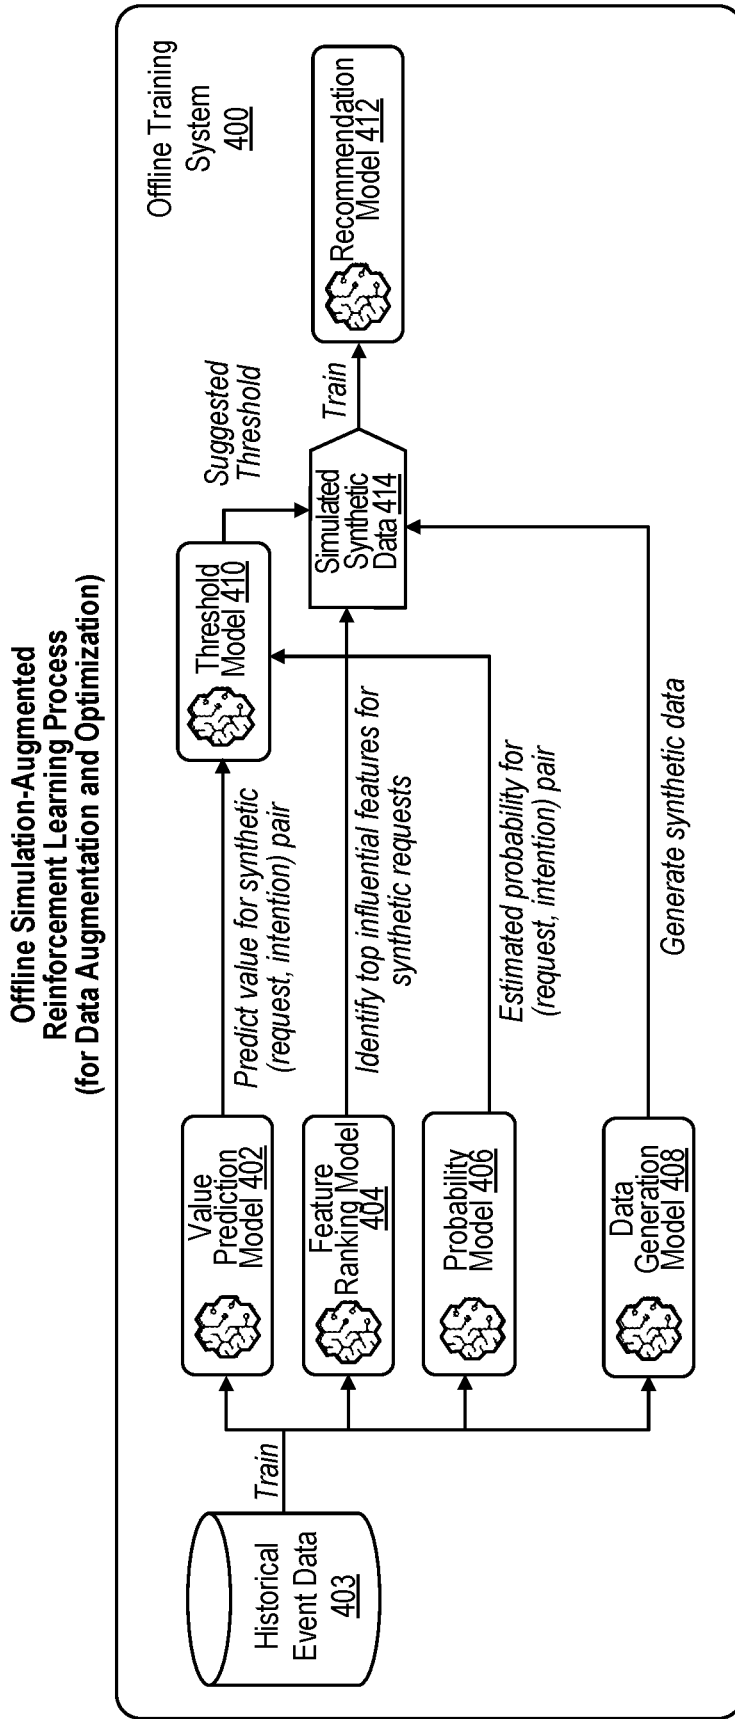 Offline Simulation-Augmented
Reinforcement Learning Process
(for Data Augmentation and Optimization)
Offline Training
System
400
Historical
Event Data
403
Train
Value
Prediction
Model 402
Feature
Ranking Model
404
Probability
Model 406
Data
Generation
Model 408
Predict value for synthetic
(request, intention) pair
Identify top influential features for
synthetic requests
Estimated probability for
(request, intention) pair
Generate synthetic data
Threshold
Model 410
Suggested
Threshold
Simulated
Synthetic
Data 414
Train
Recommendation
Model 412